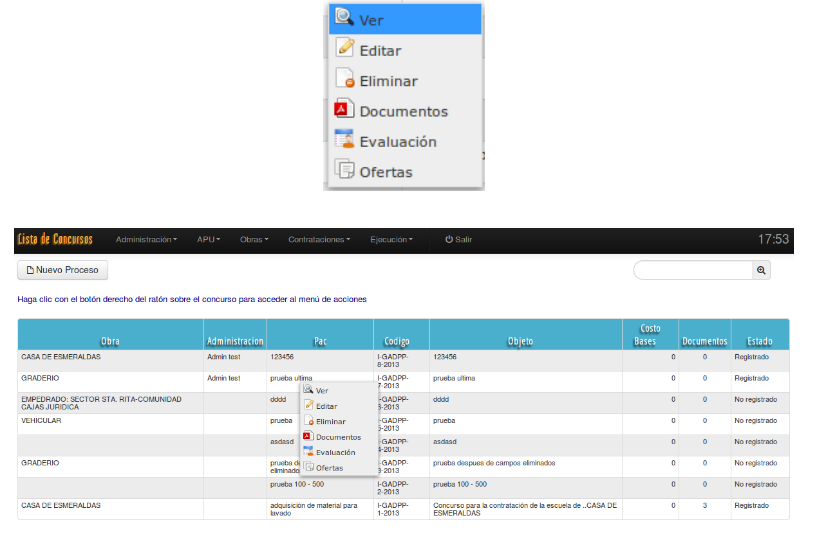 Ver
Editar
Eliminar
Documentos
Evaluación
Ofertas
Lista de Concursos Administración APU Obras Contrataciones Ejecución Salir 17:53
Nuevo Proceso
Haga clic con el botón derecho del ratón sobre el concurso para acceder al menú de acciones
Obra Administracion Pac Codigo Objeto Costo Bases Documentos Estado
CASA DE ESMERALDAS Admin test 123456 I-GADPP-8-2013 123456 0 0 Registrado
GRADERIO Admin test prueba ultima I-GADPP-7-2013 prueba ultima 0 0 Registrado
EMPEDRADO: SECTOR STA. RITA-COMUNIDAD CAJAS JURIDICA dddd -GADPP-6-2013 dddd 0 0 No registrado
VEHICULAR prueba -GADPP-5-2013 prueba 0 0 No registrado
asdasd -GADPP-4-2013 asdasd 0 0 No registrado
GRADERIO prueba de eliminado -GADPP-3-2013 prueba despues de campos eliminados 0 0 No registrado
prueba 100 - 500 I-GADPP-2-2013 prueba 100 - 500 0 0 No registrado
CASA DE ESMERALDAS adquisición de material para lavado I-GADPP-1-2013 Concurso para la contratación de la escuela de ..CASA DE ESMERALDAS 0 3 Registrado
Ver
Editar
Eliminar
Documentos
Evaluación
Ofertas